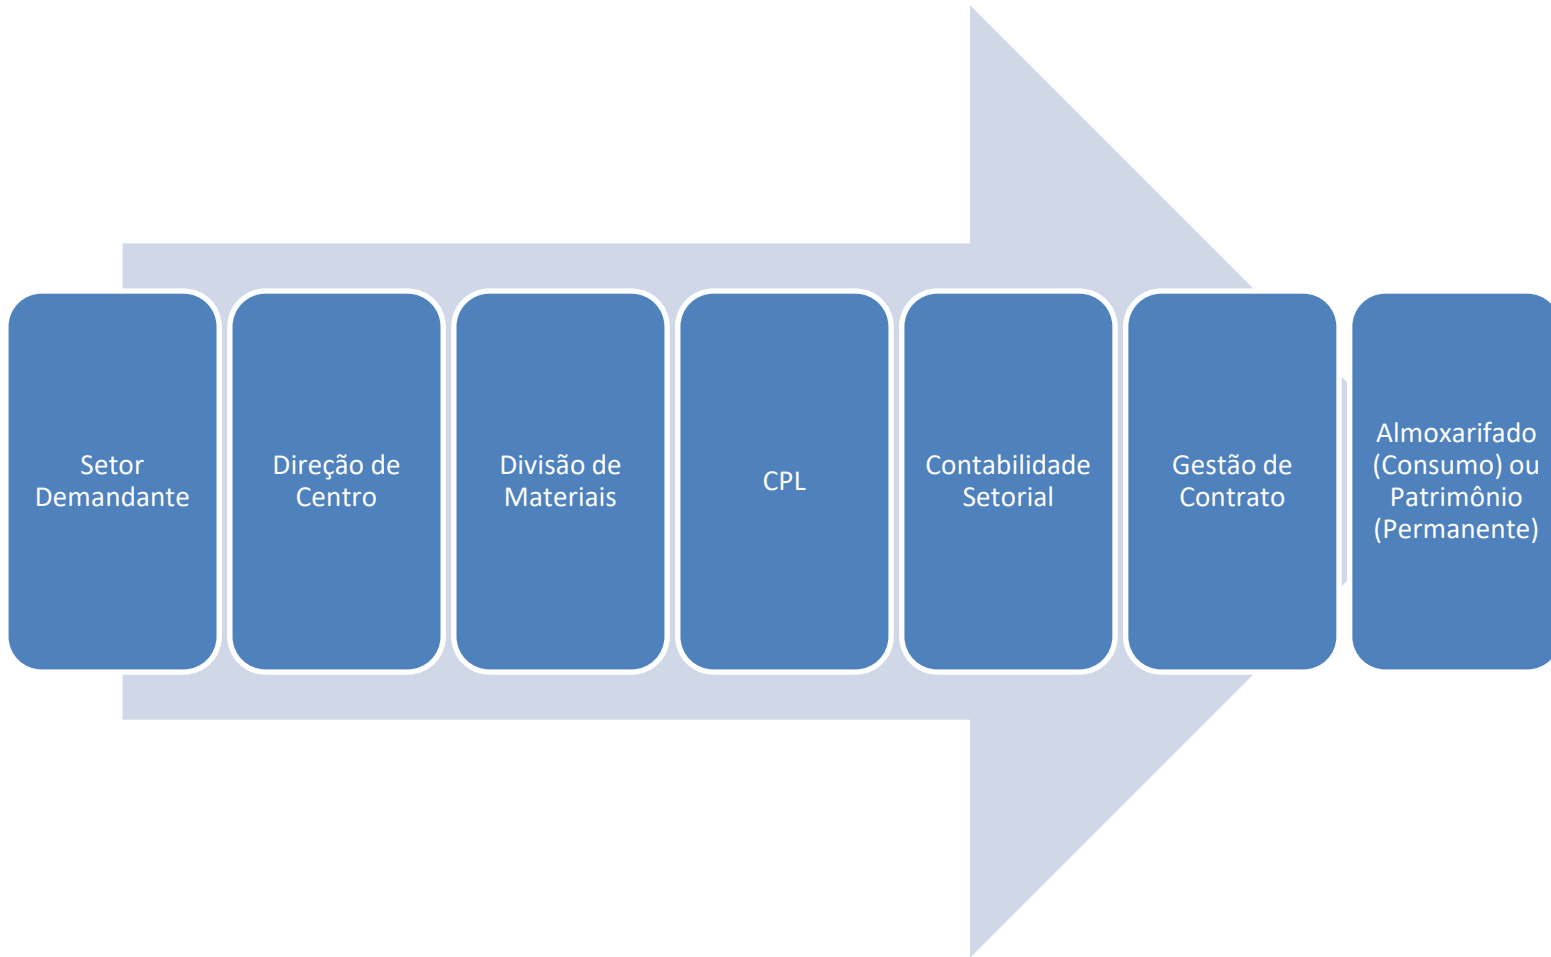 Setor
Demandante
Direção de
Centro
Divisão de
Materiais
CPL
Contabilidade
Setorial
Gestão de
Contrato
Almoxarifado
(Consumo) ou
Patrimônio
(Permanente)